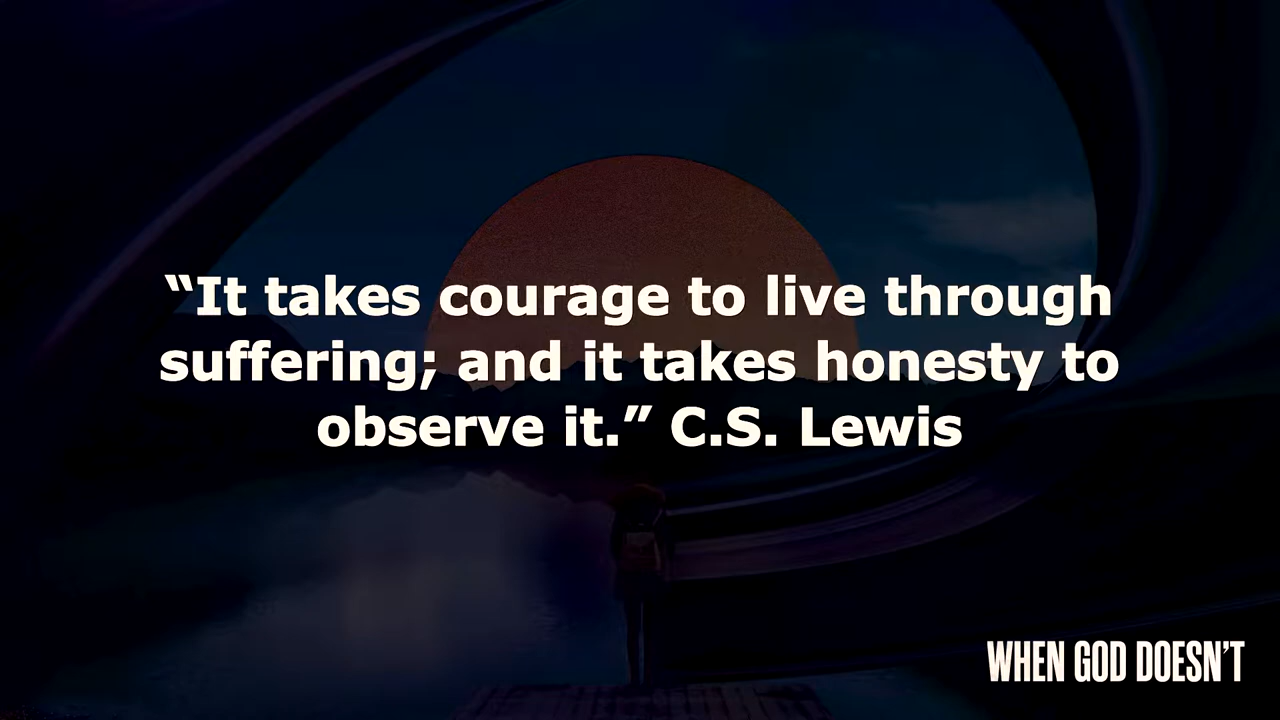 “It takes courage to live through
suffering; and it takes honesty to
observe it.” C.S. Lewis
WHEN GOD DOESN’T